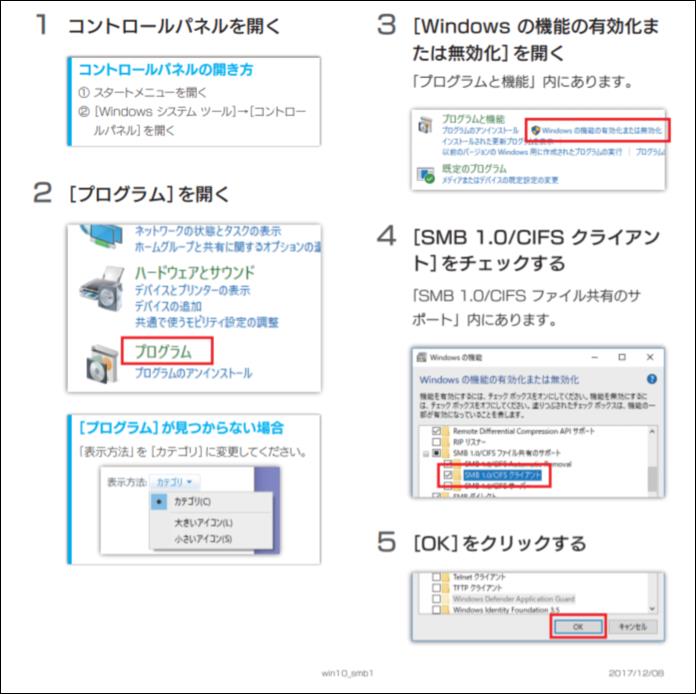 1 コントロールパネルを開く
コントロールパネルの開き方
① スタートメニューを開く
② [Windows システム ツール]→[コントロー
ルパネル]を開く
2 [プログラム]を開く
ネットワークの状態とタスクの表示
ホームグループと共有に関するオプションの選
ハードウェアとサウンド
デバイスとプリンターの表示
デバイスの追加
共通で使うモビリティ設定の調整
プログラム
プログラムのアンインストール
[プログラム]が見つからない場合
「表示方法」を[カテゴリ]に変更してください。
表示方法: カテゴリ
カテゴリ(C)
大きいアイコン(L)
小さいアイコン(S)
3 [Windows の機能の有効化ま
たは無効化]を開く
「プログラムと機能」内にあります。
プログラムと機能
プログラムのアンインストール Windows の機能の有効化または無効化
インストールされた更新プログラムを表示
以前のバージョンの Windows 用に作成されたプログラムの実行 プログラム
既定のプログラム
メディアまたはデバイスの既定設定の変更
4 [SMB 1.0/CIFS クライアン
ト]をチェックする
「SMB 1.0/CIFS ファイル共有のサ
ポート」内にあります。
Windows の機能
Windows の機能の有効化または無効化
機能を有効にするには、チェック ボックスをオンにしてください。機能を無効にするに
は、チェック ボックスをオフにしてください。塗りつぶされたチェック ボックスは、機能の一
部が有効になっていることを表します。
Remote Differential Compression API サポート
RIP リスナー
SMB 1.0/CIFS ファイル共有のサポート
SMB 1.0/CIFS Automatic Removal
SMB 1.0/CIFS クライアント
SMB 1.0/CIFS サーバー
SMB ダイレクト
5 [OK]をクリックする
Telnet クライアント
TFTP クライアント
Windows Defender Application Guard
Windows Identity Foundation 3.5
OK キャンセル
win10_smb1 2017/12/08